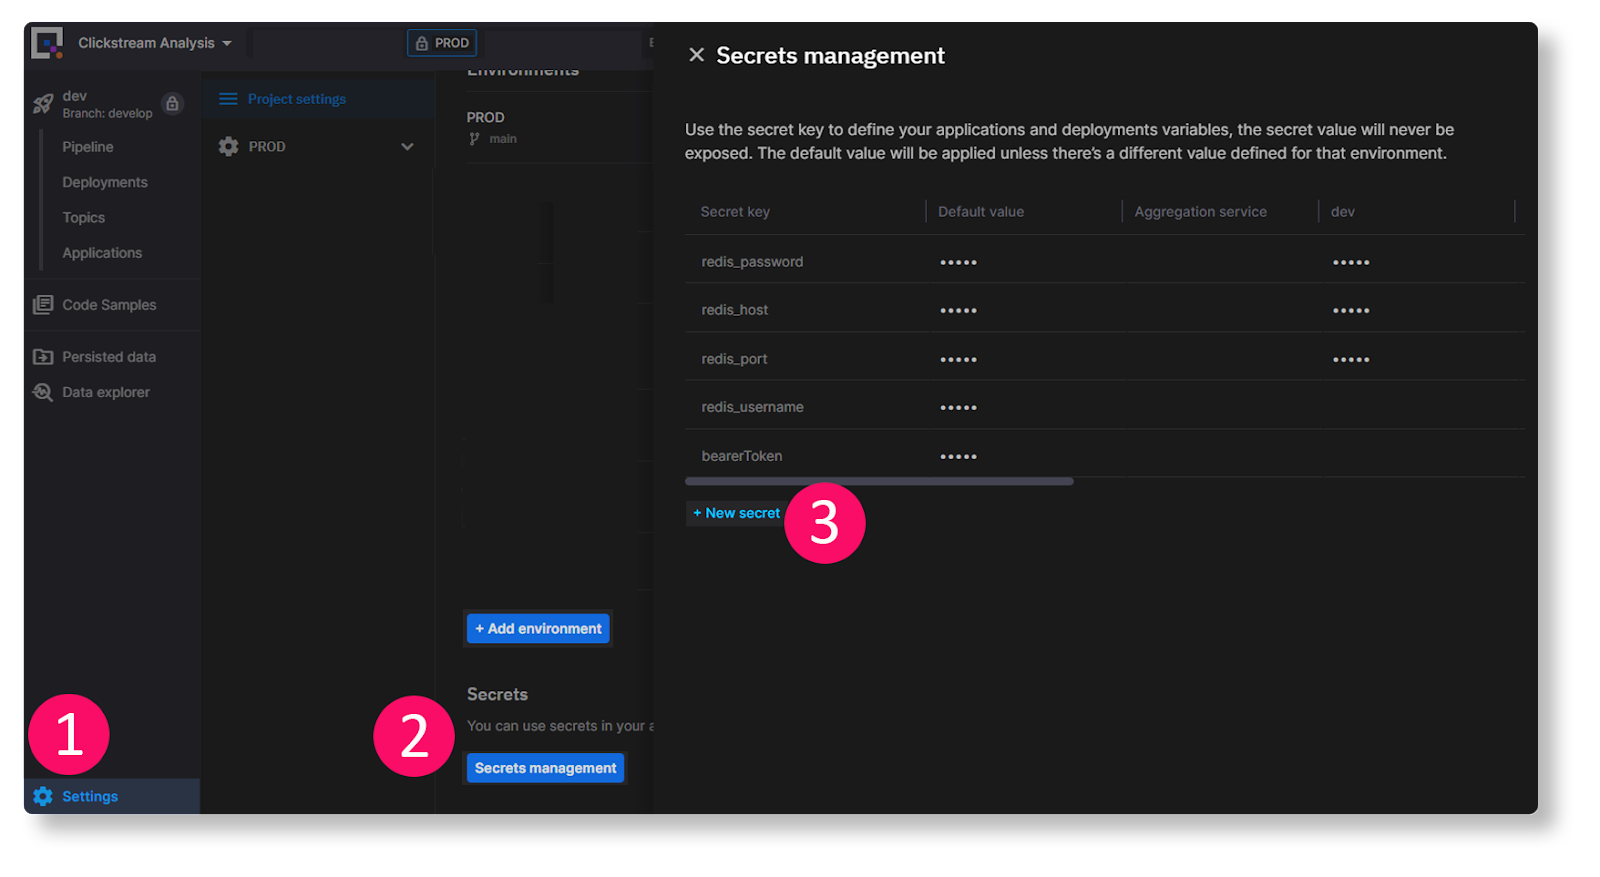 Clickstream Analysis
PROD
dev
Branch: develop
Pipeline
Deployments
Topics
Applications
Code Samples
Persisted data
Data explorer
1
Settings
Project settings
PROD
Environments
PROD
main
+ Add environment
Secrets
You can use secrets in your a
2
Secrets management
Secrets management
Use the secret key to define your applications and deployments variables, the secret value will never be
exposed. The default value will be applied unless there's a different value defined for that environment.
Secret key Default value Aggregation service dev
redis_password ••••• •••••
redis_host ••••• •••••
redis_port ••••• •••••
redis_username •••••
bearerToken •••••
+ New secret
3